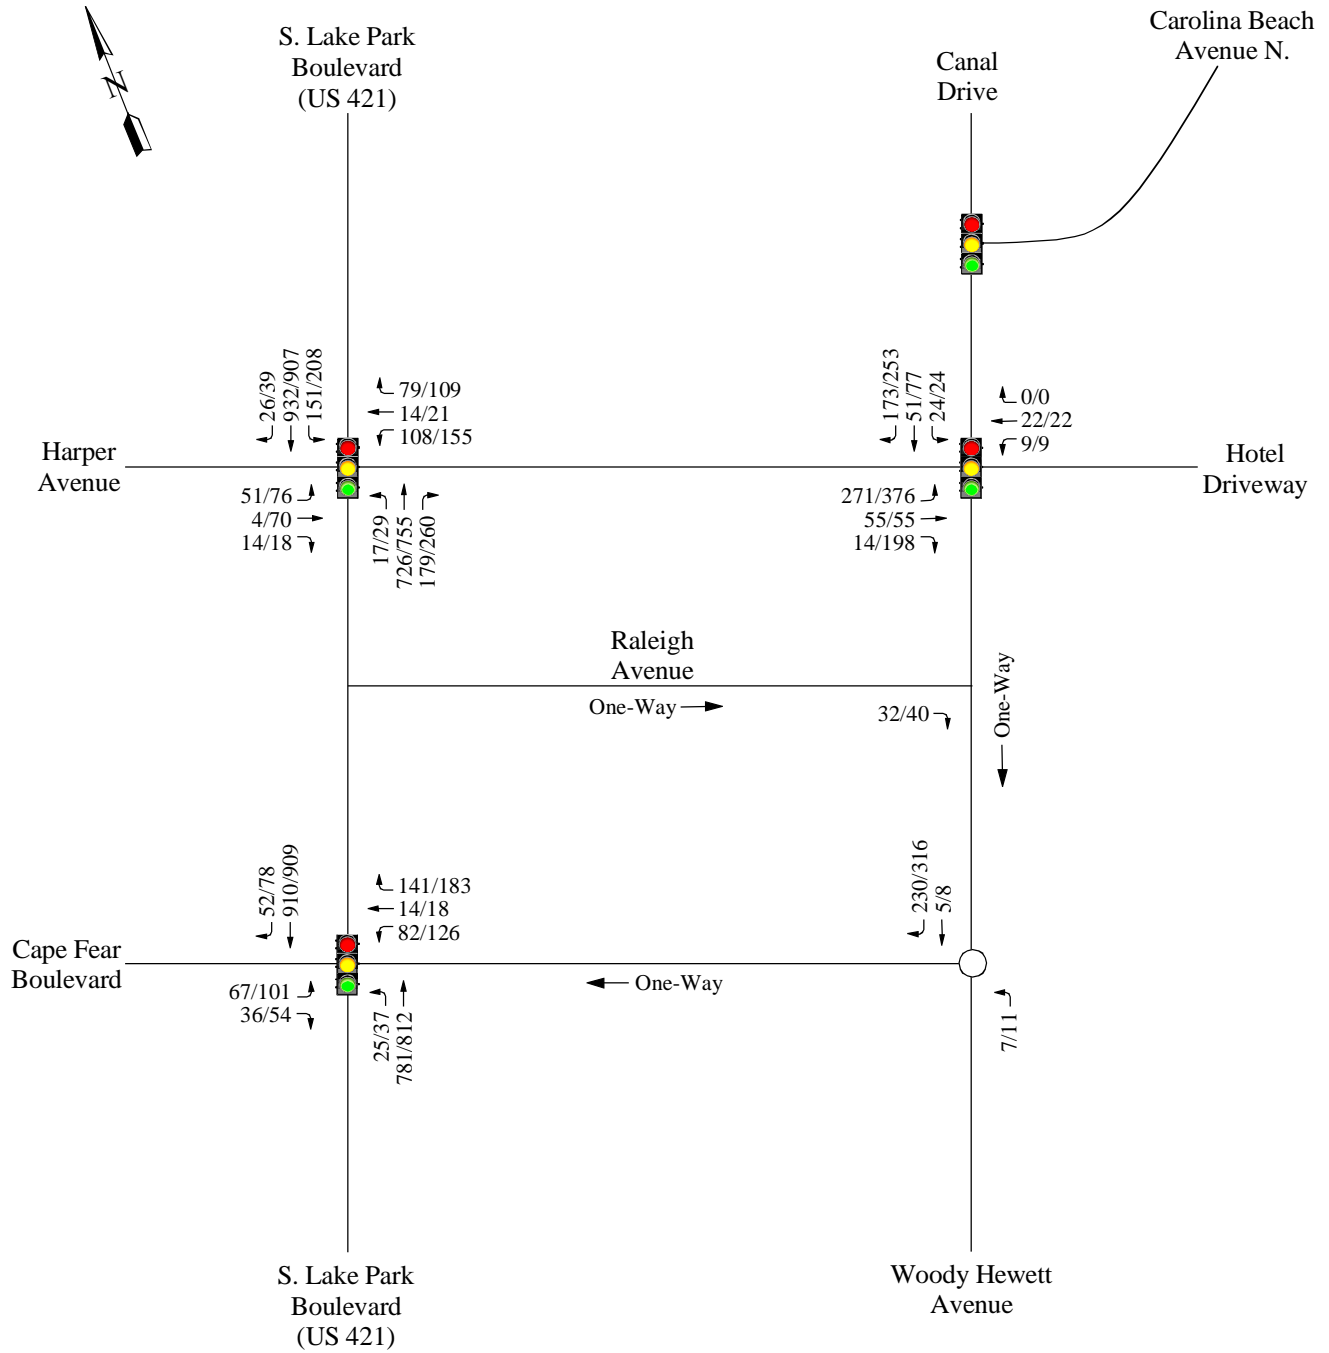 Carolina Beach
Avenue N.
S. Lake Park
Boulevard
(US 421)
Canal
Drive
N
26/39
932/907
151/208
79/109
14/21
108/155
173/253
51/77
24/24
0/0
22/22
9/9
Harper
Avenue
Hotel
Driveway
51/76
4/70
14/18
17/29
726/755
179/260
271/376
55/55
14/198
Raleigh
Avenue
One-Way
32/40
One-Way
52/78
910/909
141/183
14/18
82/126
230/316
5/8
Cape Fear
Boulevard
One-Way
67/101
36/54
25/37
781/812
7/11
S. Lake Park
Boulevard
(US 421)
Woody Hewett
Avenue